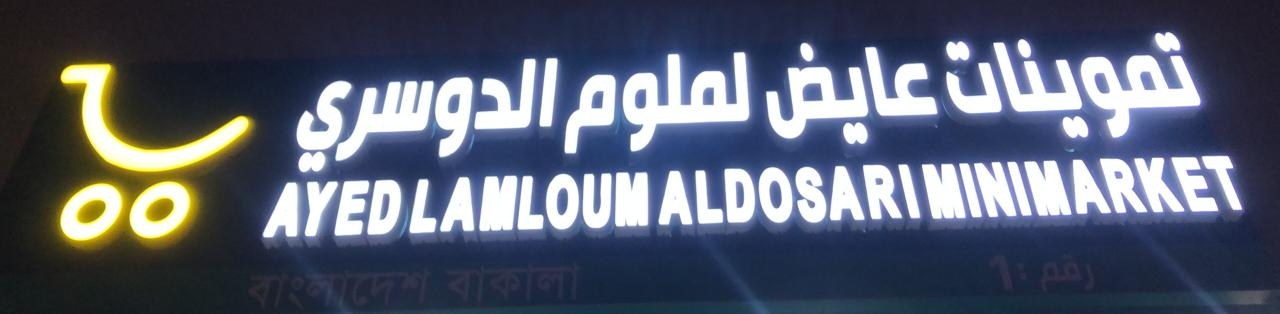 تموينات عايض لملوم الدوسري
AYED LAMLOUM ALDOSARI MINIMARKET
বাংলাদেশ বাকালা
رقم :1